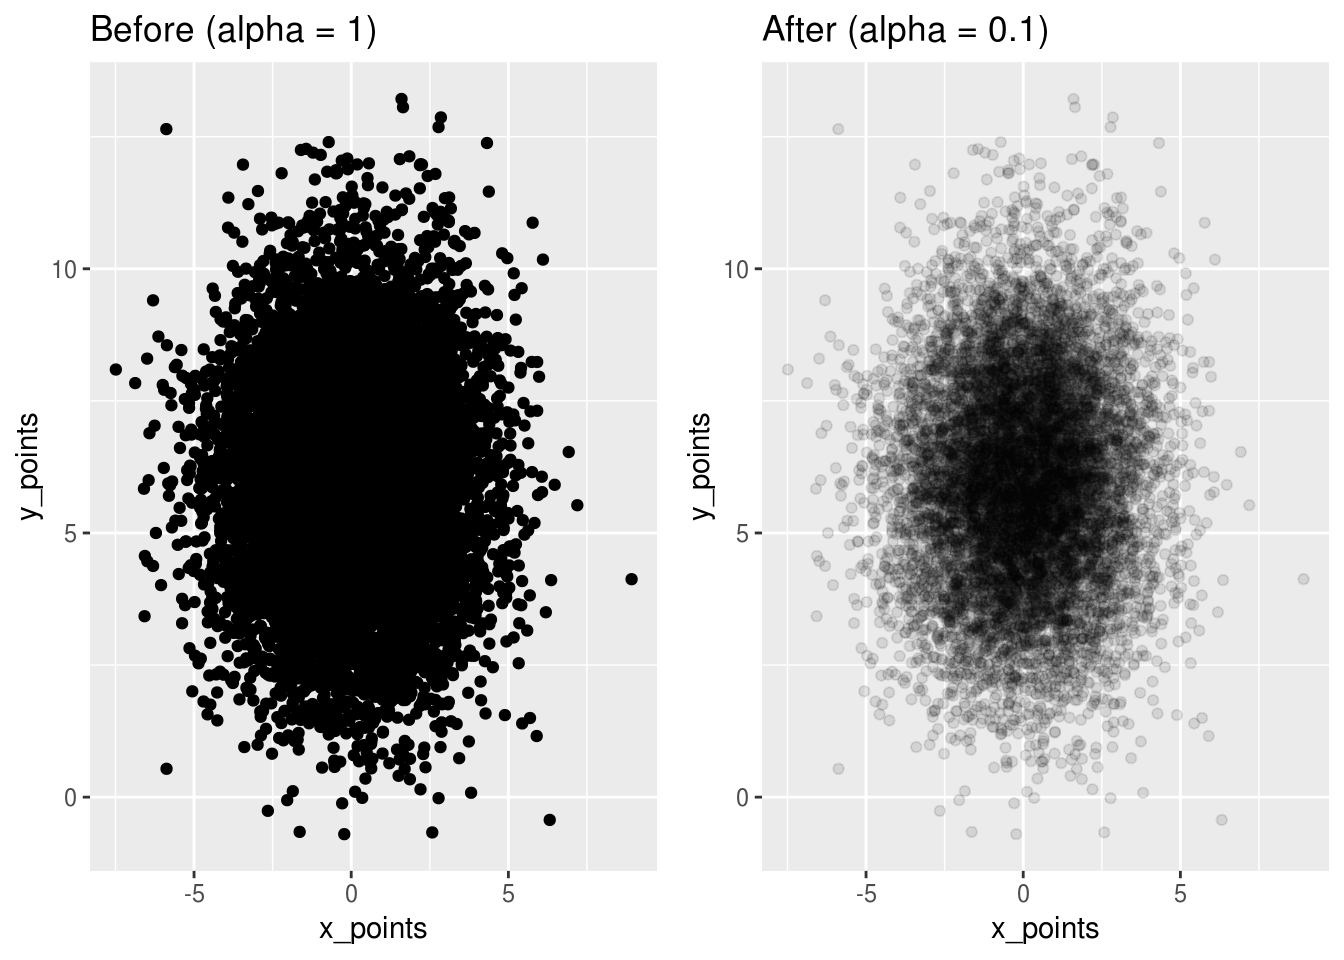 Before (alpha = 1)
10
5
0
y_points
-5 0 5
x_points
After (alpha = 0.1)
10
5
0
y_points
-5 0 5
x_points